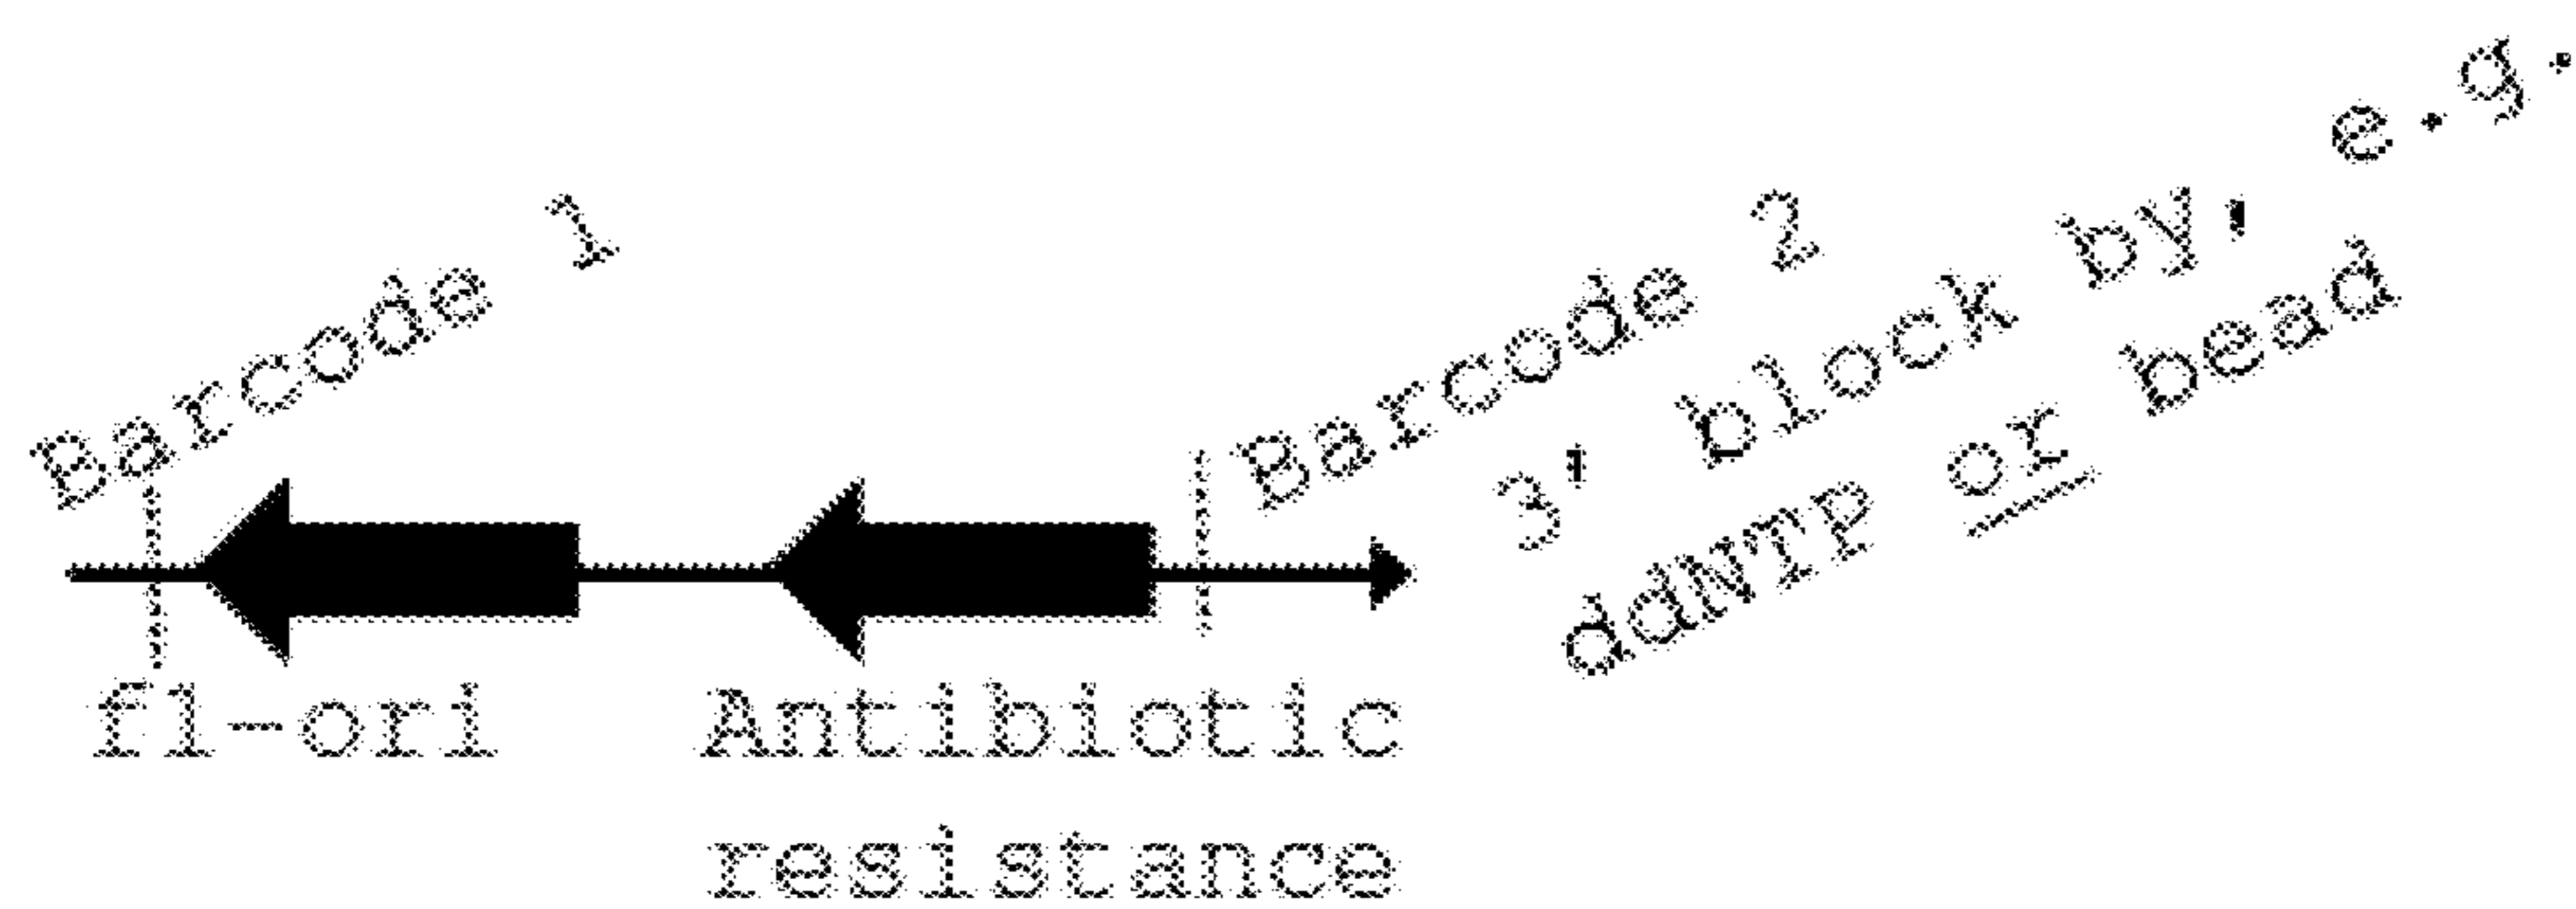 Barcode 1
Barcode 2
3' block by, e.g.
ddNTP or bead
f1-ori
Antibiotic
resistance